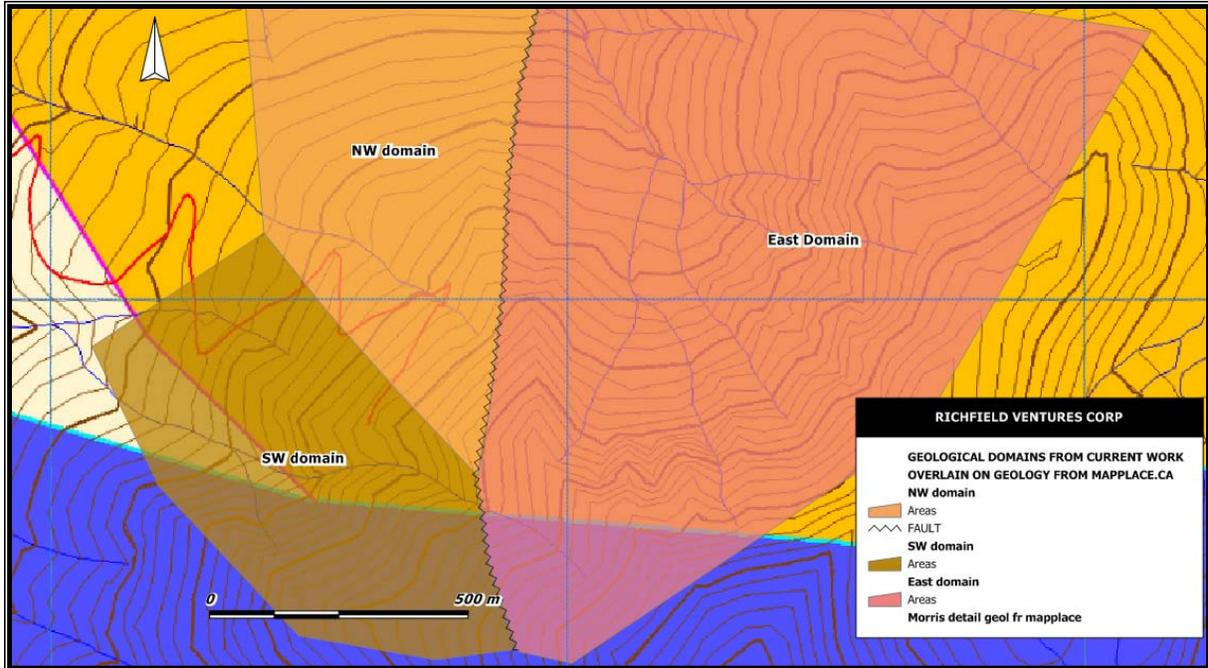 NW domain
East Domain
SW domain
0 500 m
RICHFIELD VENTURES CORP
GEOLOGICAL DOMAINS FROM CURRENT WORK
OVERLAIN ON GEOLOGY FROM MAPPLACE.CA
NW domain
Areas
FAULT
SW domain
Areas
East domain
Areas
Morris detail geol fr mapplace